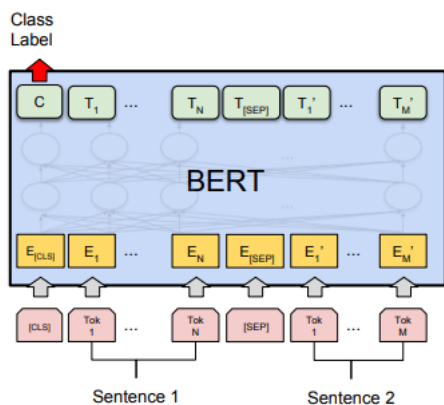 Class
Label
C T1 ... TN T[SEP] T1' ... TM'
...
BERT
...
E[CLS] E1 ... EN E[SEP] E1' ... EM'
[CLS] Tok 1 ... Tok N [SEP] Tok 1 ... Tok M
Sentence 1 Sentence 2